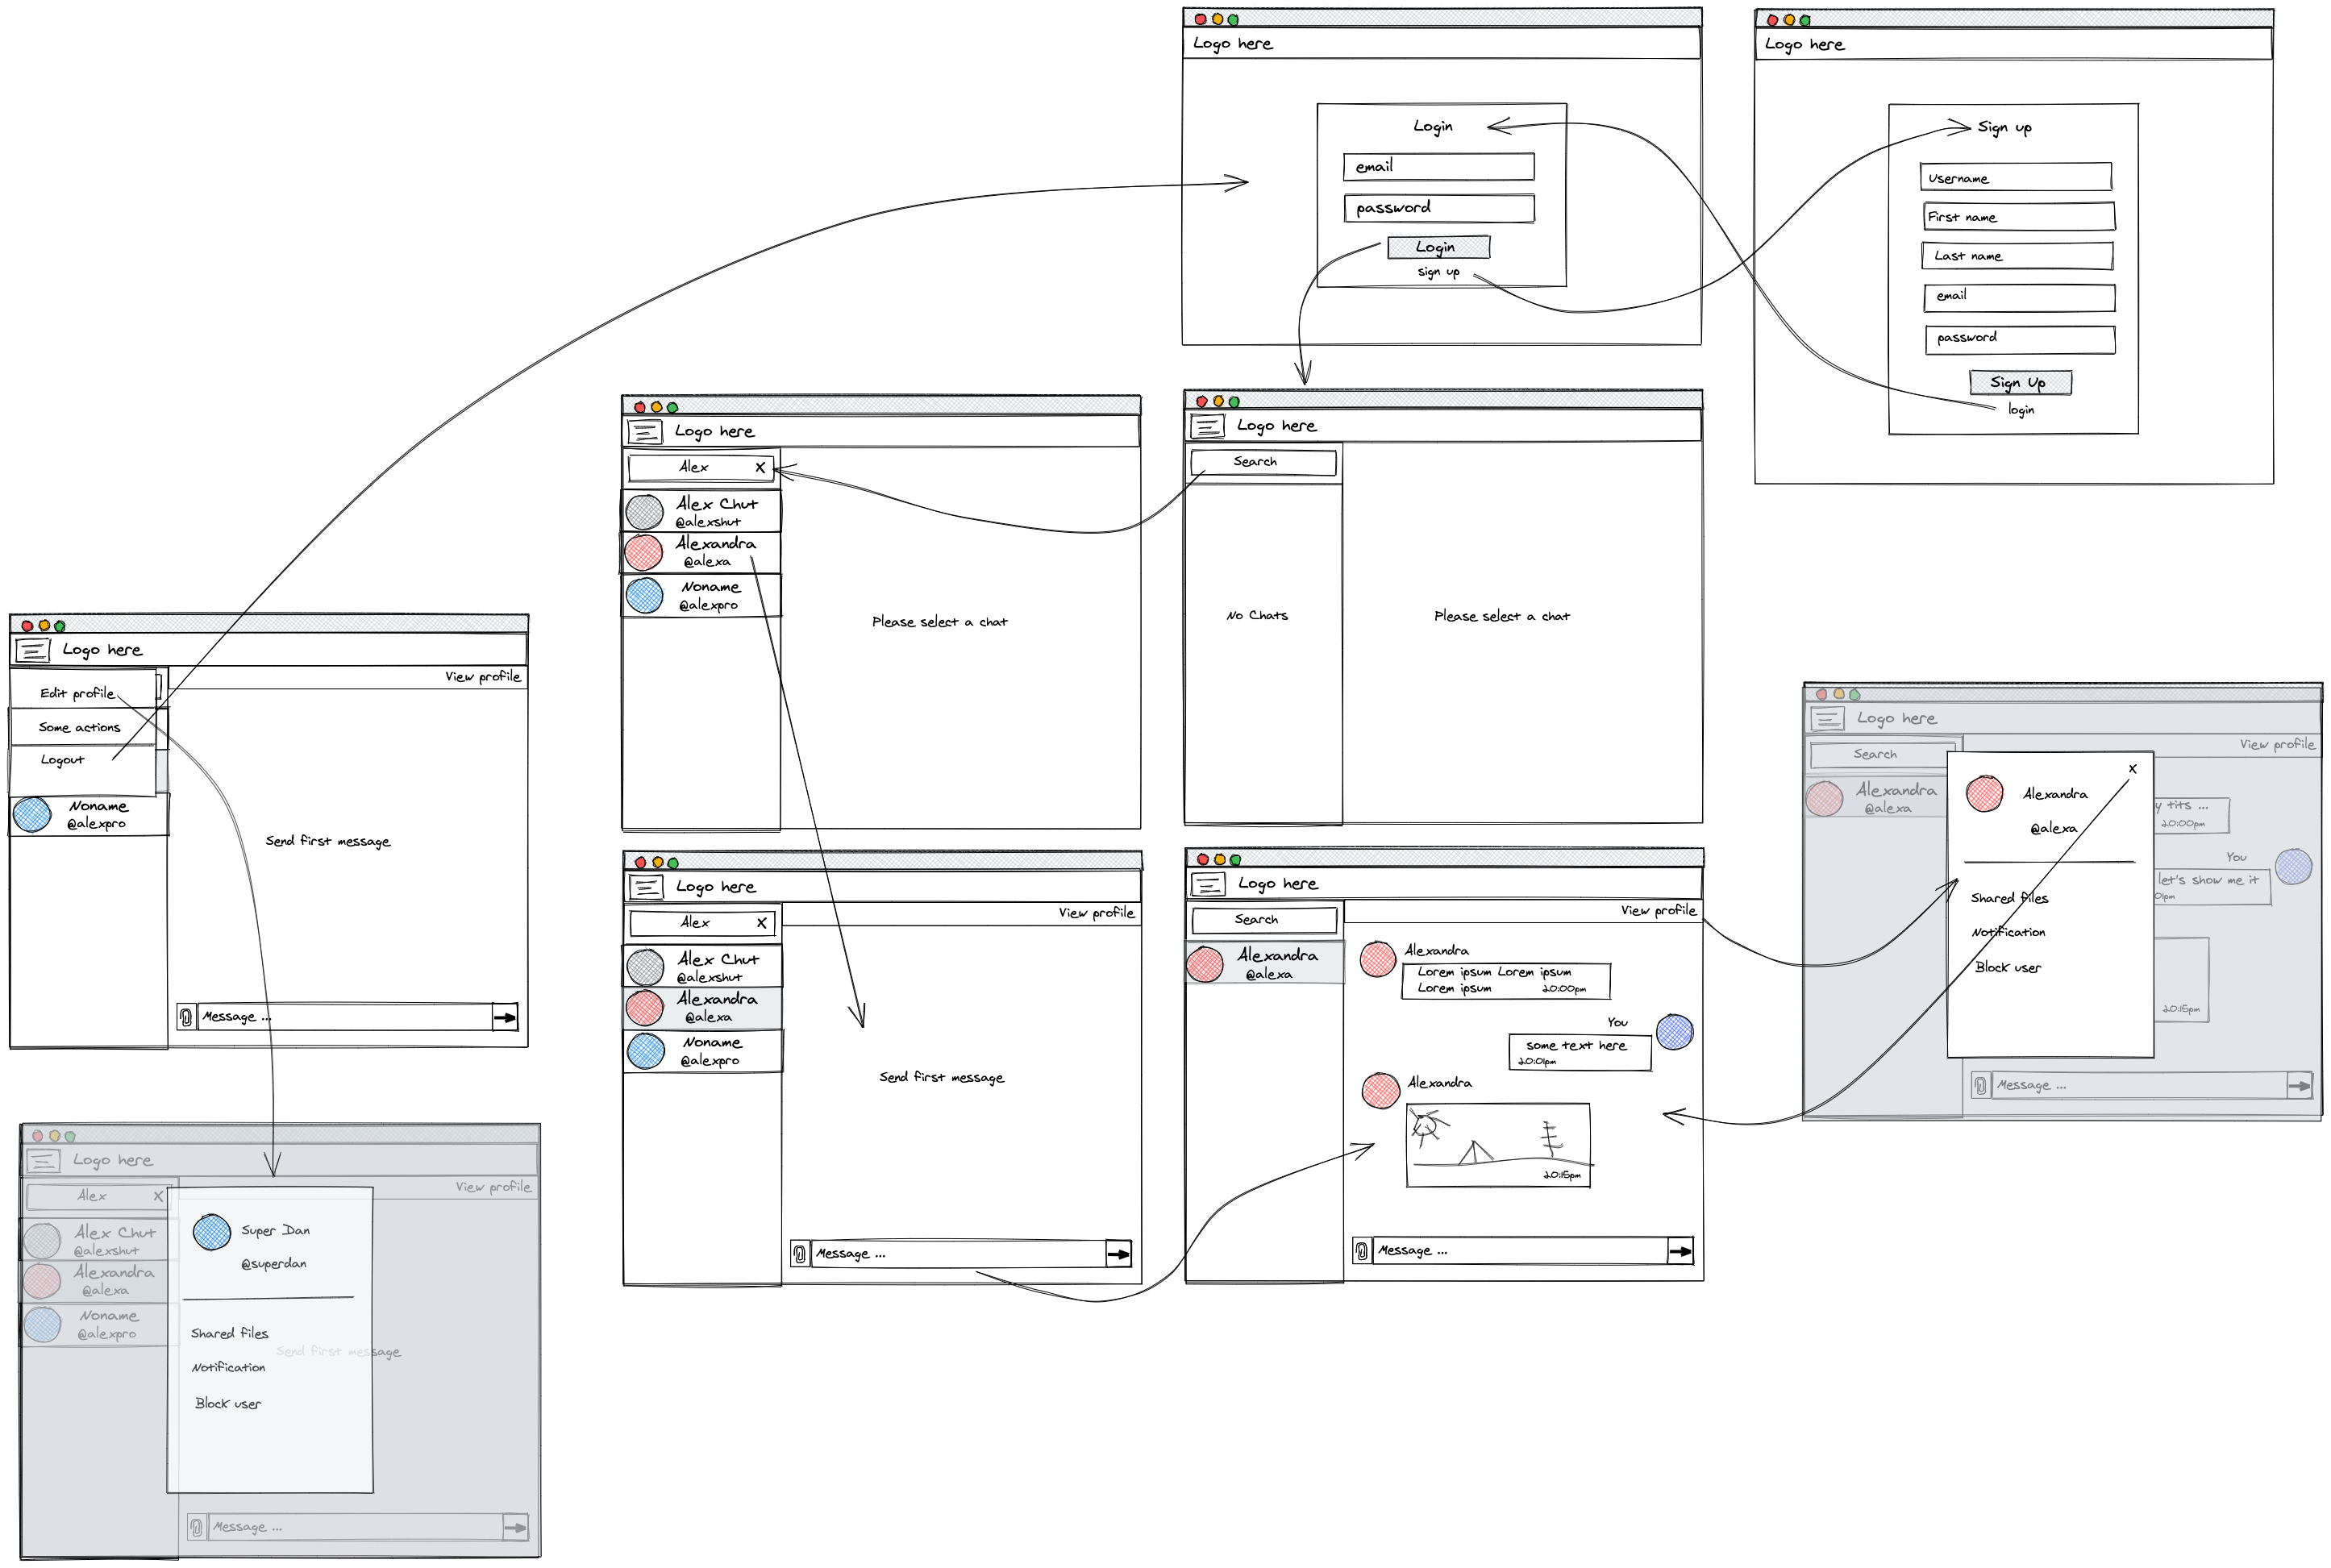 Logo here
Login
email
password
Login
sign up
Logo here
Sign up
Username
First name
Last name
email
password
Sign Up
login
Logo here
Alex X
Alex Chut
@alexshut
Alexandra
@alexa
Noname
@alexpro
Please select a chat
Logo here
Search
No Chats
Please select a chat
Logo here
View profile
Edit profile
Some actions
Logout
Noname
@alexpro
Send first message
Message ...
Logo here
View profile
Search
Alexandra
@alexa
X
Alexandra
@alexa
Shared files
Notification
Block user
y tits ...
20:00pm
You
let's show me it
01pm
20:15pm
Message ...
Logo here
View profile
Alex X
Alex Chut
@alexshut
Alexandra
@alexa
Noname
@alexpro
Send first message
Message ...
Logo here
View profile
Search
Alexandra
@alexa
Alexandra
Lorem ipsum Lorem ipsum
Lorem ipsum 20:00pm
You
some text here
20:01pm
Alexandra
20:15pm
Message ...
Logo here
View profile
Alex X
Alex Chut
@alexshut
Alexandra
@alexa
Noname
@alexpro
Super Dan
@superdan
Shared files
Notification
Block user
Send first message
Message ...